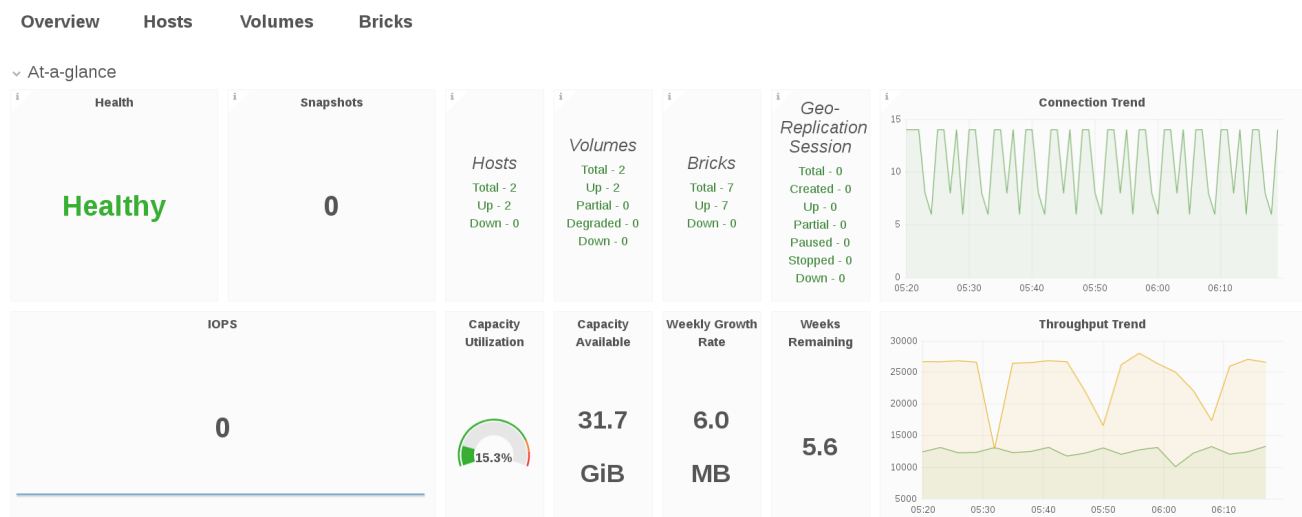 Overview Hosts Volumes Bricks
At-a-glance
Health
Healthy
Snapshots
0
Hosts
Total - 2
Up - 2
Down - 0
Volumes
Total - 2
Up - 2
Partial - 0
Degraded - 0
Down - 0
Bricks
Total - 7
Up - 7
Down - 0
Geo-
Replication
Session
Total - 0
Created - 0
Up - 0
Partial - 0
Paused - 0
Stopped - 0
Down - 0
Connection Trend
15
10
5
0
05:20 05:30 05:40 05:50 06:00 06:10
IOPS
0
Capacity
Utilization
15.3%
Capacity
Available
31.7
GiB
Weekly Growth
Rate
6.0
MB
Weeks
Remaining
5.6
Throughput Trend
30000
25000
20000
15000
10000
5000
05:20 05:30 05:40 05:50 06:00 06:10